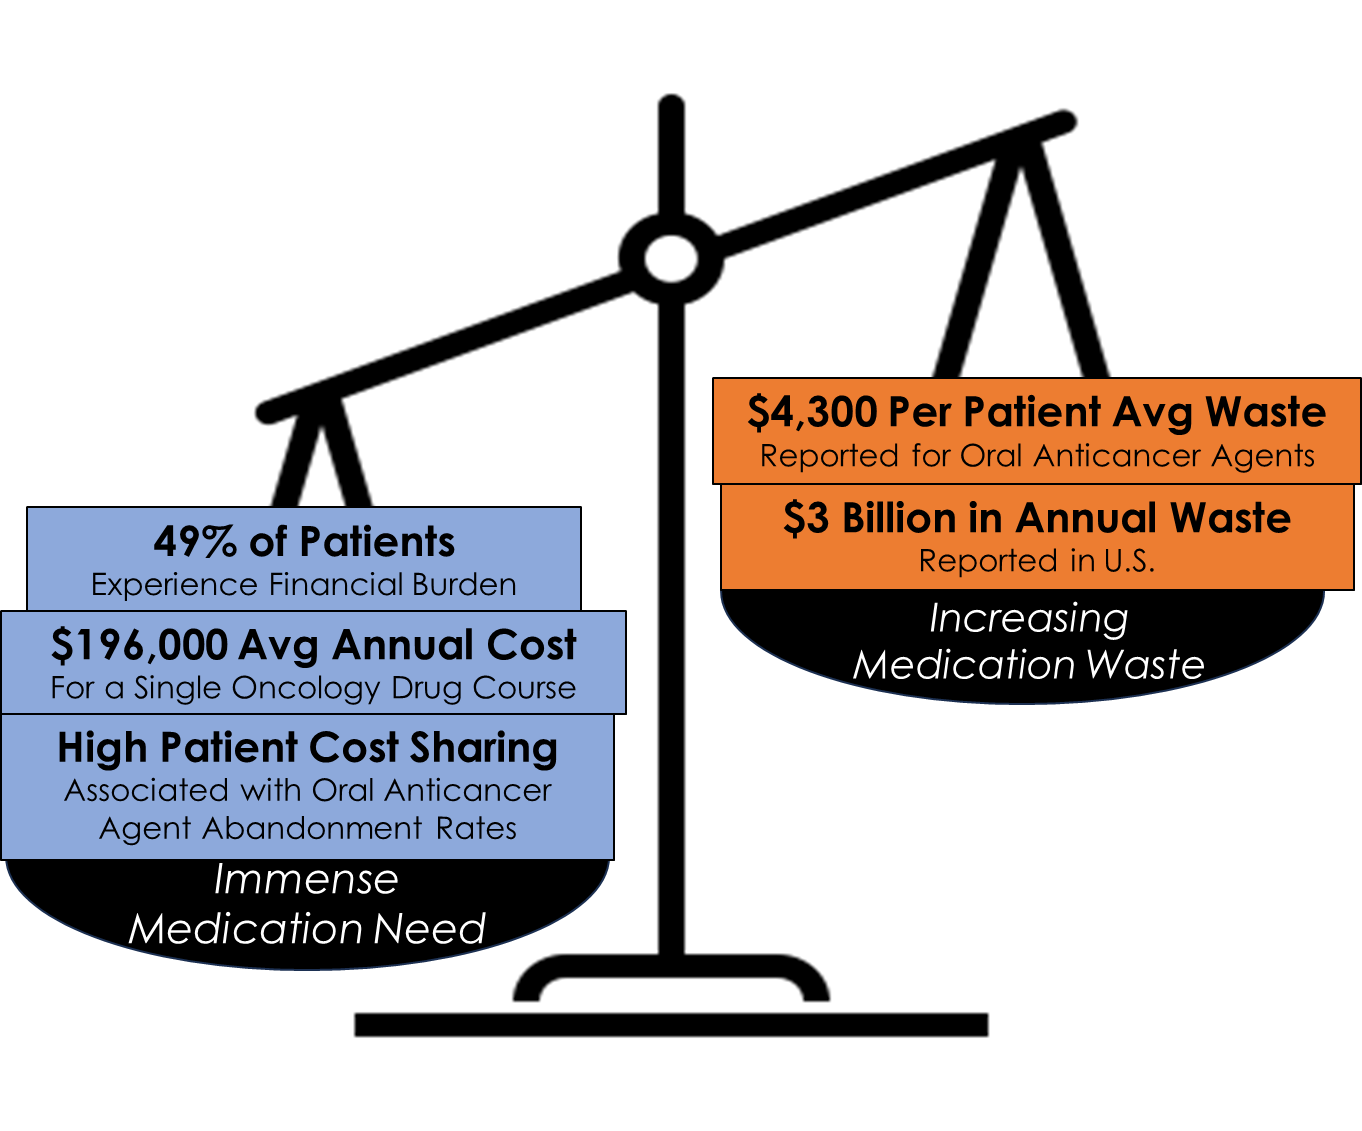 49% of Patients
Experience Financial Burden
$196,000 Avg Annual Cost
For a Single Oncology Drug Course
High Patient Cost Sharing
Associated with Oral Anticancer
Agent Abandonment Rates
Immense
Medication Need
$4,300 Per Patient Avg Waste
Reported for Oral Anticancer Agents
$3 Billion in Annual Waste
Reported in U.S.
Increasing
Medication Waste